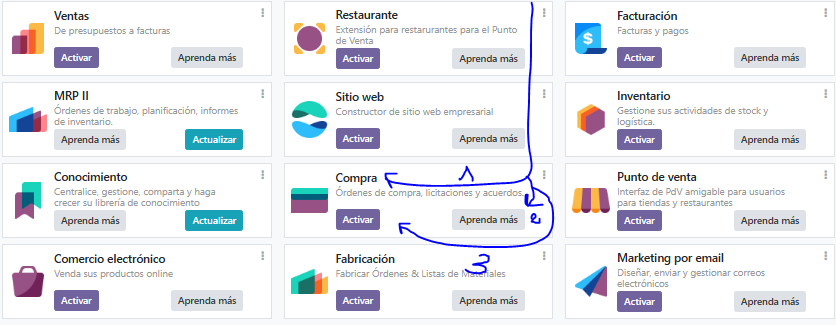 Ventas
De presupuestos a facturas
Activar
Aprenda más
Restaurante
Extensión para restarurantes para el Punto
de Venta
Activar
Aprenda más
Facturación
Facturas y pagos
Activar
Aprenda más
MRP II
Órdenes de trabajo, planificación, informes
de inventario.
Aprenda más
Actualizar
Sitio web
Constructor de sitio web empresarial
Activar
Aprenda más
Inventario
Gestione sus actividades de stock y
logística.
Activar
Aprenda más
Conocimiento
Centralice, gestione, comparta y haga
crecer su librería de conocimiento
Aprenda más
Actualizar
Compra
1
Órdenes de compra, licitaciones y acuerdos.
Activar
Aprenda más
2
3
Punto de venta
Interfaz de PdV amigable para usuarios
para tiendas y restaurantes
Activar
Aprenda más
Comercio electrónico
Venda sus productos online
Activar
Aprenda más
Fabricación
Fabricar Órdenes & Listas de Materiales
Activar
Aprenda más
Marketing por email
Diseñar, enviar y gestionar correos
electrónicos
Activar
Aprenda más